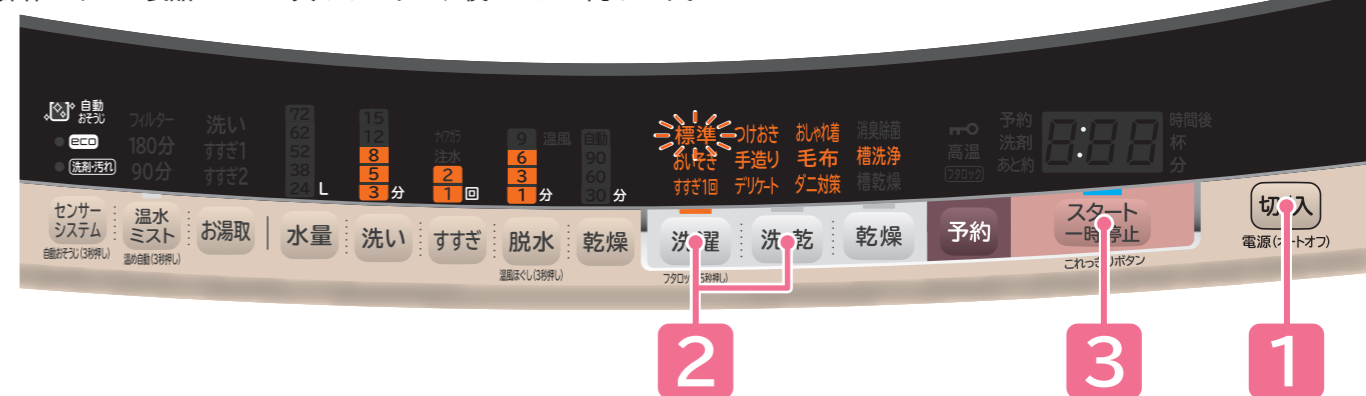 自動
おそうじ
eco
洗剤・汚れ
フィルター
180分
90分
洗い
すすぎ1
すすぎ2
72
62
52
38
24 L
15
12
8
5
3 分
ナイアガラ
注水
2
1 回
9 温風
6
3
1 分
自動
90
60
30 分
標準 つけおき おしゃれ着 消臭除菌
おいそぎ 手造り 毛布 槽洗浄
すすぎ1回 デリケート ダニ対策 槽乾燥
高温
フタロック
予約
洗剤
あと約
8:88
時間後
杯
分
センサー
システム
自動おそうじ(3秒押し)
温水
ミスト
温め自動(3秒押し)
お湯取
水量
洗い
すすぎ
脱水
温風ほぐし(3秒押し)
乾燥
洗濯
洗乾
乾燥
予約
スタート
一時停止
これっきりボタン
切入
電源(オートオフ)
2
3
1